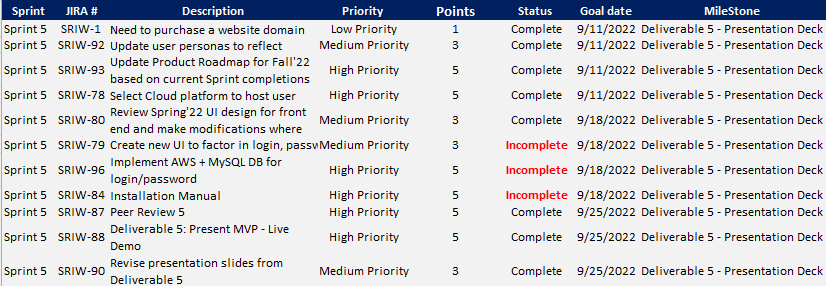 Sprint JIRA # Description Priority Points Status Goal date MileStone
Sprint 5 SRIW-1 Need to purchase a website domain Low Priority 1 Complete 9/11/2022 Deliverable 5 - Presentation Deck
Sprint 5 SRIW-92 Update user personas to reflect Medium Priority 3 Complete 9/11/2022 Deliverable 5 - Presentation Deck
Update Product Roadmap for Fall'22
Sprint 5 SRIW-93 based on current Sprint completions High Priority 5 Complete 9/11/2022 Deliverable 5 - Presentation Deck
Sprint 5 SRIW-78 Select Cloud platform to host user High Priority 5 Complete 9/11/2022 Deliverable 5 - Presentation Deck
Review Spring'22 UI design for front
Sprint 5 SRIW-80 end and make modifications where Medium Priority 3 Complete 9/18/2022 Deliverable 5 - Presentation Deck
Sprint 5 SRIW-79 Create new UI to factor in login, passw Medium Priority 3 Incomplete 9/18/2022 Deliverable 5 - Presentation Deck
Implement AWS + MySQL DB for
Sprint 5 SRIW-96 login/password High Priority 5 Incomplete 9/18/2022 Deliverable 5 - Presentation Deck
Sprint 5 SRIW-84 Installation Manual High Priority 5 Incomplete 9/18/2022 Deliverable 5 - Presentation Deck
Sprint 5 SRIW-87 Peer Review 5 High Priority 5 Complete 9/25/2022 Deliverable 5 - Presentation Deck
Deliverable 5: Present MVP - Live
Sprint 5 SRIW-88 Demo High Priority 5 Complete 9/25/2022 Deliverable 5 - Presentation Deck
Revise presentation slides from
Sprint 5 SRIW-90 Deliverable 5 Medium Priority 3 Complete 9/25/2022 Deliverable 5 - Presentation Deck